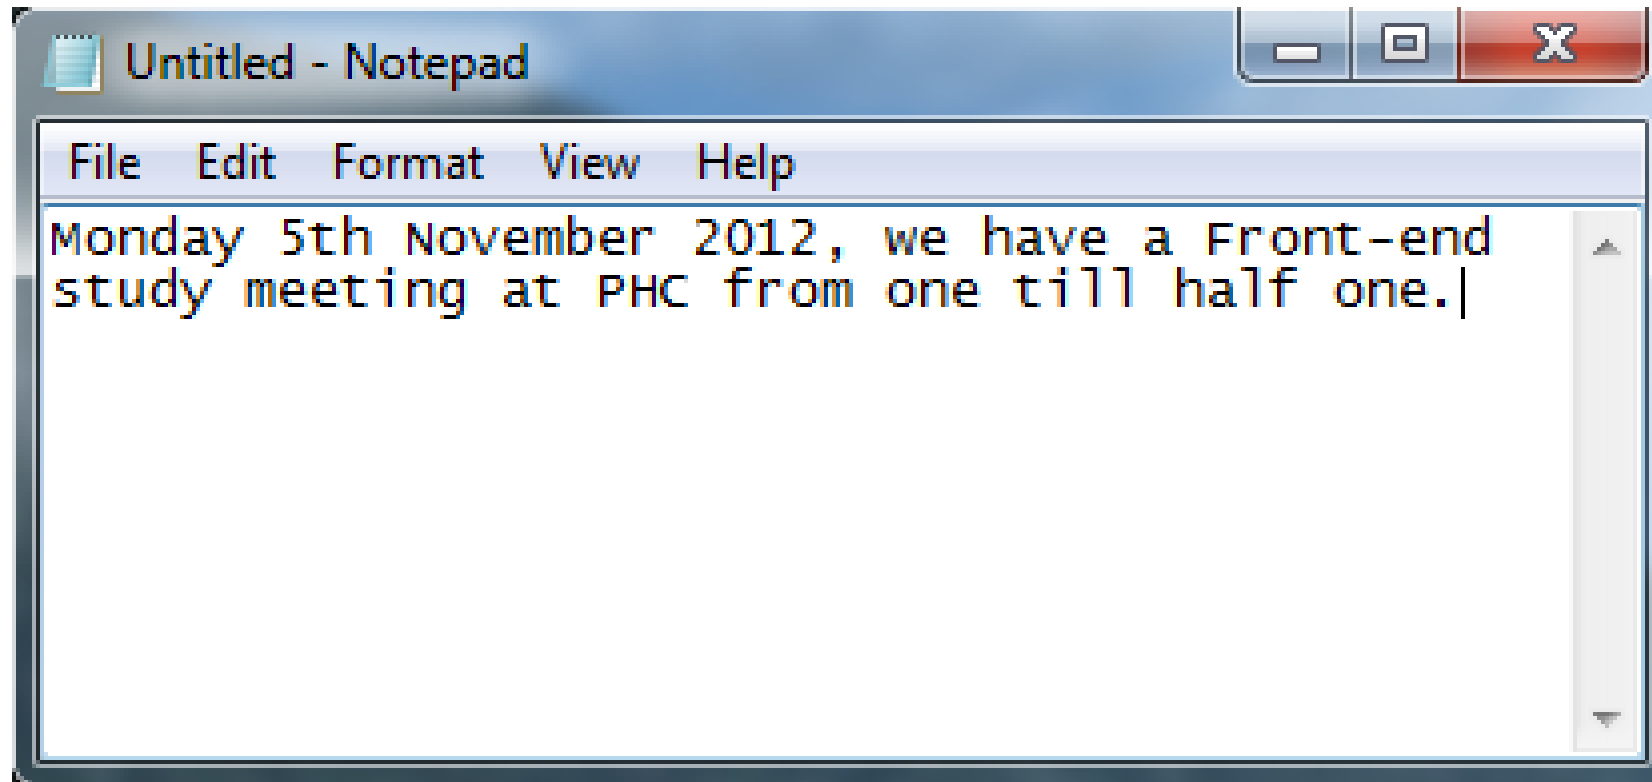 Untitled - Notepad
File Edit Format View Help
Monday 5th November 2012, we have a Front-end
study meeting at PHC from one till half one.